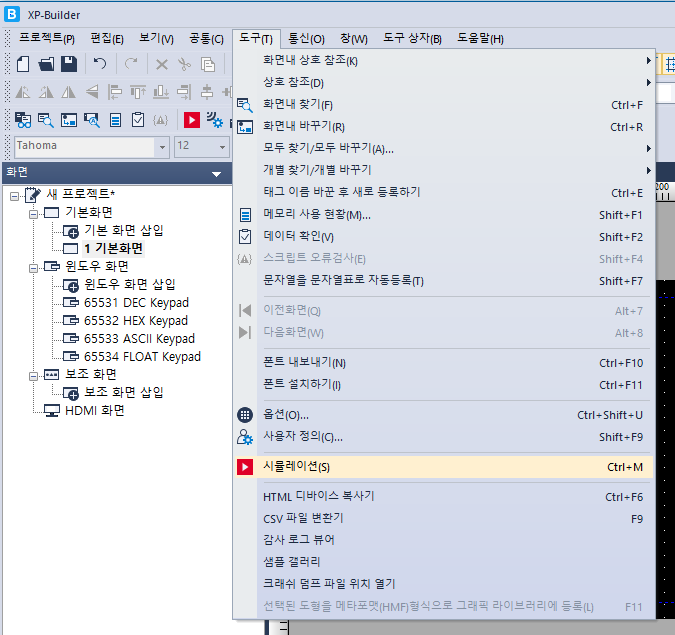 XP-Builder
프로젝트(P) 편집(E) 보기(V) 공통(C) 도구(T) 통신(O) 창(W) 도구 상자(B) 도움말(H)
Tahoma 12
화면
새 프로젝트*
기본화면
기본 화면 삽입
1 기본화면
윈도우 화면
윈도우 화면 삽입
65531 DEC Keypad
65532 HEX Keypad
65533 ASCII Keypad
65534 FLOAT Keypad
보조 화면
보조 화면 삽입
HDMI 화면
화면내 상호 참조(K)
상호 참조(D)
화면내 찾기(F) Ctrl+F
화면내 바꾸기(R) Ctrl+R
모두 찾기/모두 바꾸기(A)...
개별 찾기/개별 바꾸기
태그 이름 바꾼 후 새로 등록하기 Ctrl+E
메모리 사용 현황(M)... Shift+F1
데이터 확인(V) Shift+F2
스크립트 오류검사(E) Shift+F4
문자열을 문자열표로 자동등록(T) Shift+F7
이전화면(Q) Alt+7
다음화면(W) Alt+8
폰트 내보내기(N) Ctrl+F10
폰트 설치하기(I) Ctrl+F11
옵션(O)... Ctrl+Shift+U
사용자 정의(C)... Shift+F9
시뮬레이션(S) Ctrl+M
HTML 디바이스 복사기 Ctrl+F6
CSV 파일 변환기 F9
감사 로그 뷰어
샘플 갤러리
크래쉬 덤프 파일 위치 열기
선택된 도형을 메타포맷(HMF)형식으로 그래픽 라이브러리에 등록(L) F11
200